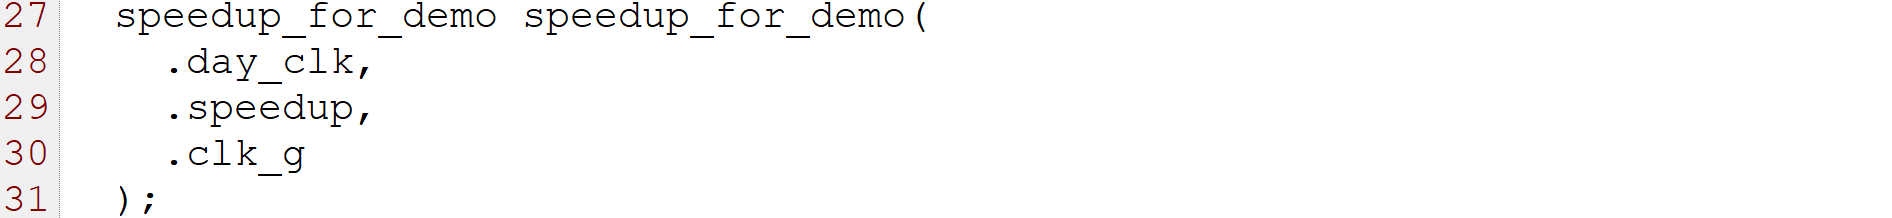 27 speedup_for_demo speedup_for_demo(
28 .day_clk,
29 .speedup,
30 .clk_g
31 );